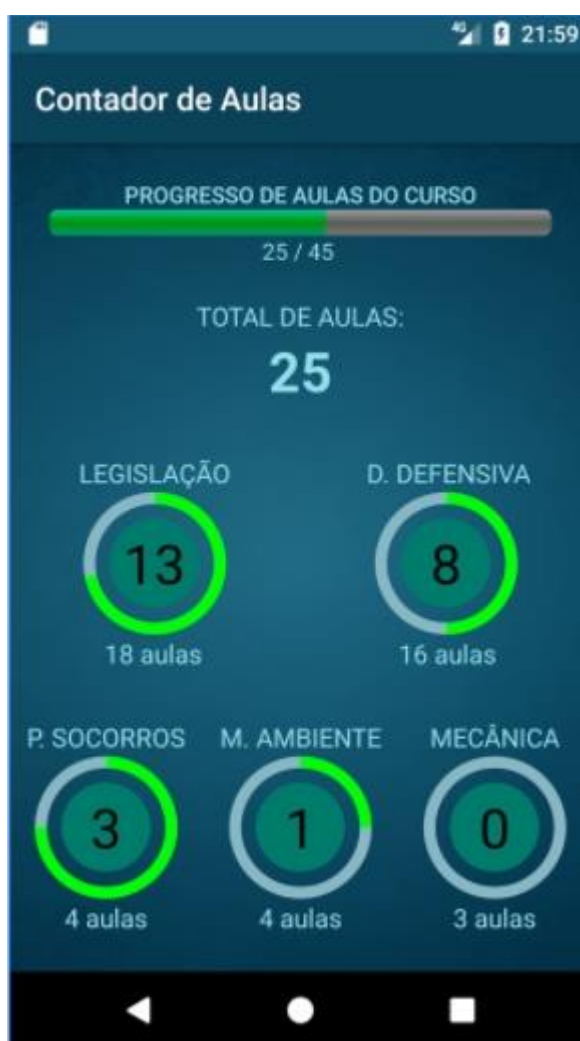 4G 21:59
Contador de Aulas
PROGRESSO DE AULAS DO CURSO
25 / 45
TOTAL DE AULAS:
25
LEGISLAÇÃO D. DEFENSIVA
13 8
18 aulas 16 aulas
P. SOCORROS M. AMBIENTE MECÂNICA
3 1 0
4 aulas 4 aulas 3 aulas